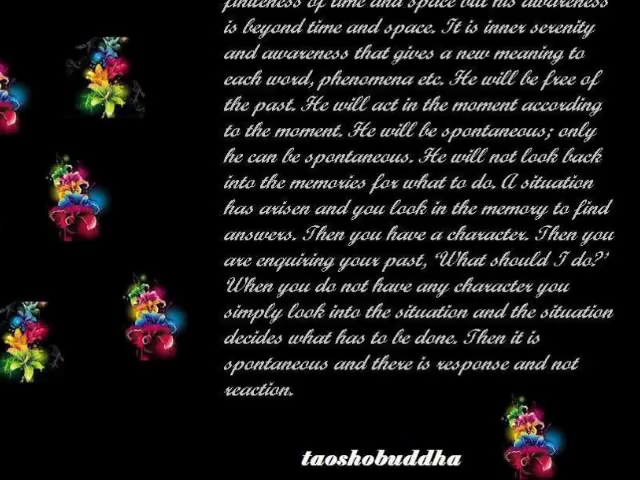 finiteness of time and space but his awareness
is beyond time and space. It is inner serenity
and awareness that gives a new meaning to
each word, phenomena etc. He will be free of
the past. He will act in the moment according
to the moment. He will be spontaneous; only
he can be spontaneous. He will not look back
into the memories for what to do. A situation
has arisen and you look in the memory to find
answers. Then you have a character. Then you
are enquiring your past, ‘What should I do?’
When you do not have any character you
simply look into the situation and the situation
decides what has to be done. Then it is
spontaneous and there is response and not
reaction.
taoshobuddha